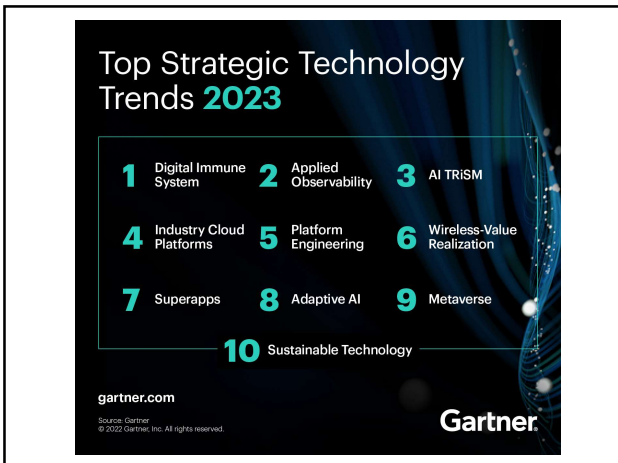 Top Strategic Technology
Trends 2023
1 Digital Immune
System
2 Applied
Observability
3 AI TRiSM
4 Industry Cloud
Platforms
5 Platform
Engineering
6 Wireless-Value
Realization
7 Superapps
8 Adaptive AI
9 Metaverse
10 Sustainable Technology
gartner.com
Source: Gartner
© 2022 Gartner, Inc. All rights reserved.
Gartner®